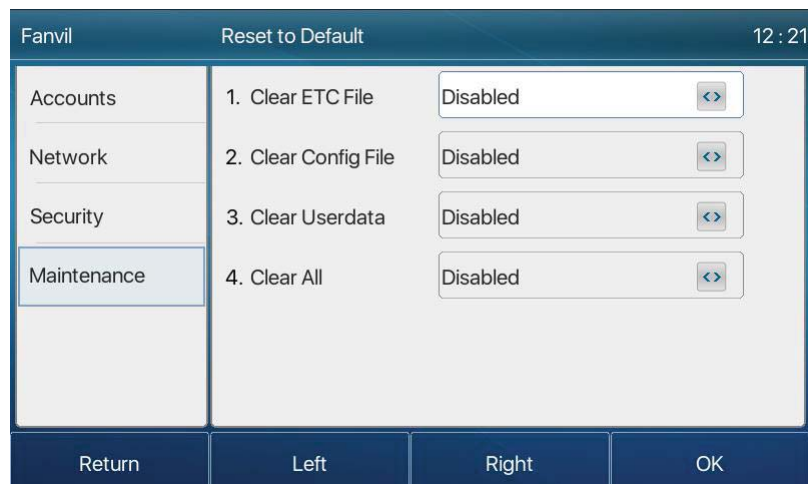 Fanvil Reset to Default 12 : 21
Accounts
Network
Security
Maintenance
1. Clear ETC File Disabled
2. Clear Config File Disabled
3. Clear Userdata Disabled
4. Clear All Disabled
Return Left Right OK